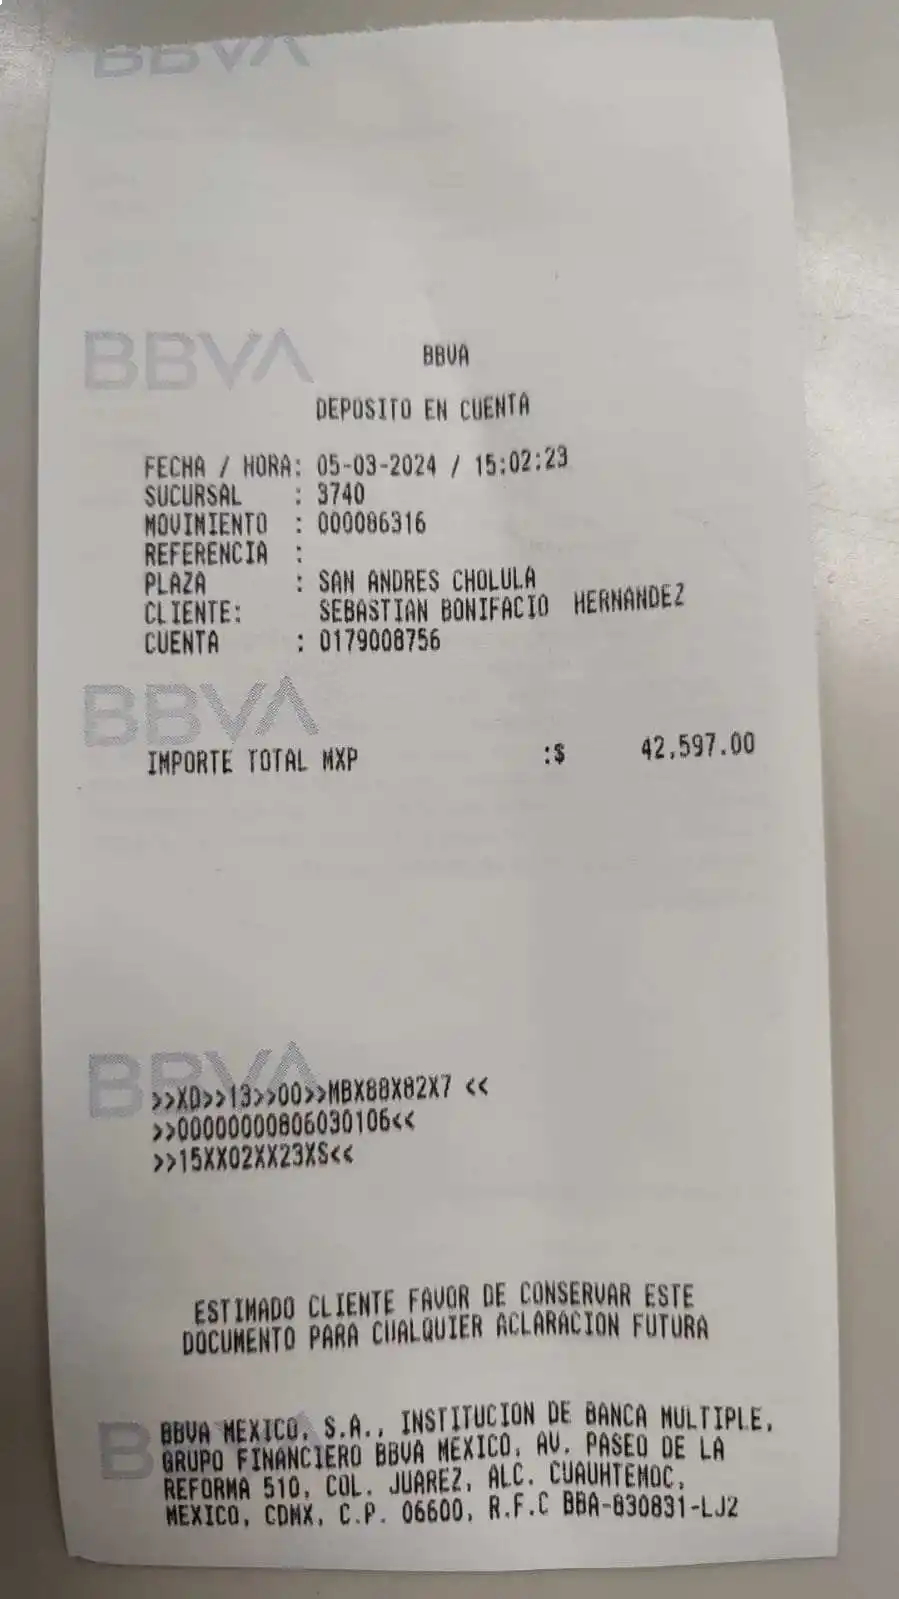 BBVA
BBVA
BBVA
DEPOSITO EN CUENTA
FECHA / HORA: 05-03-2024 / 15:02:23
SUCURSAL : 3740
MOVIMIENTO : 000086316
REFERENCIA :
PLAZA : SAN ANDRES CHOLULA
CLIENTE: SEBASTIAN BONIFACIO HERNANDEZ
CUENTA : 0179008756
BBVA
IMPORTE TOTAL MXP :$ 42,597.00
BBVA
>>XD>>13>>00>>MBX88X82X7 <<
>>00000000806030106<<
>>15XX02XX23XS<<
ESTIMADO CLIENTE FAVOR DE CONSERVAR ESTE
DOCUMENTO PARA CUALQUIER ACLARACION FUTURA
B
BBVA MEXICO, S.A., INSTITUCION DE BANCA MULTIPLE,
GRUPO FINANCIERO BBVA MEXICO, AV. PASEO DE LA
REFORMA 510, COL. JUAREZ, ALC. CUAUHTEMOC,
MEXICO, CDMX, C.P. 06600, R.F.C BBA-830831-LJ2